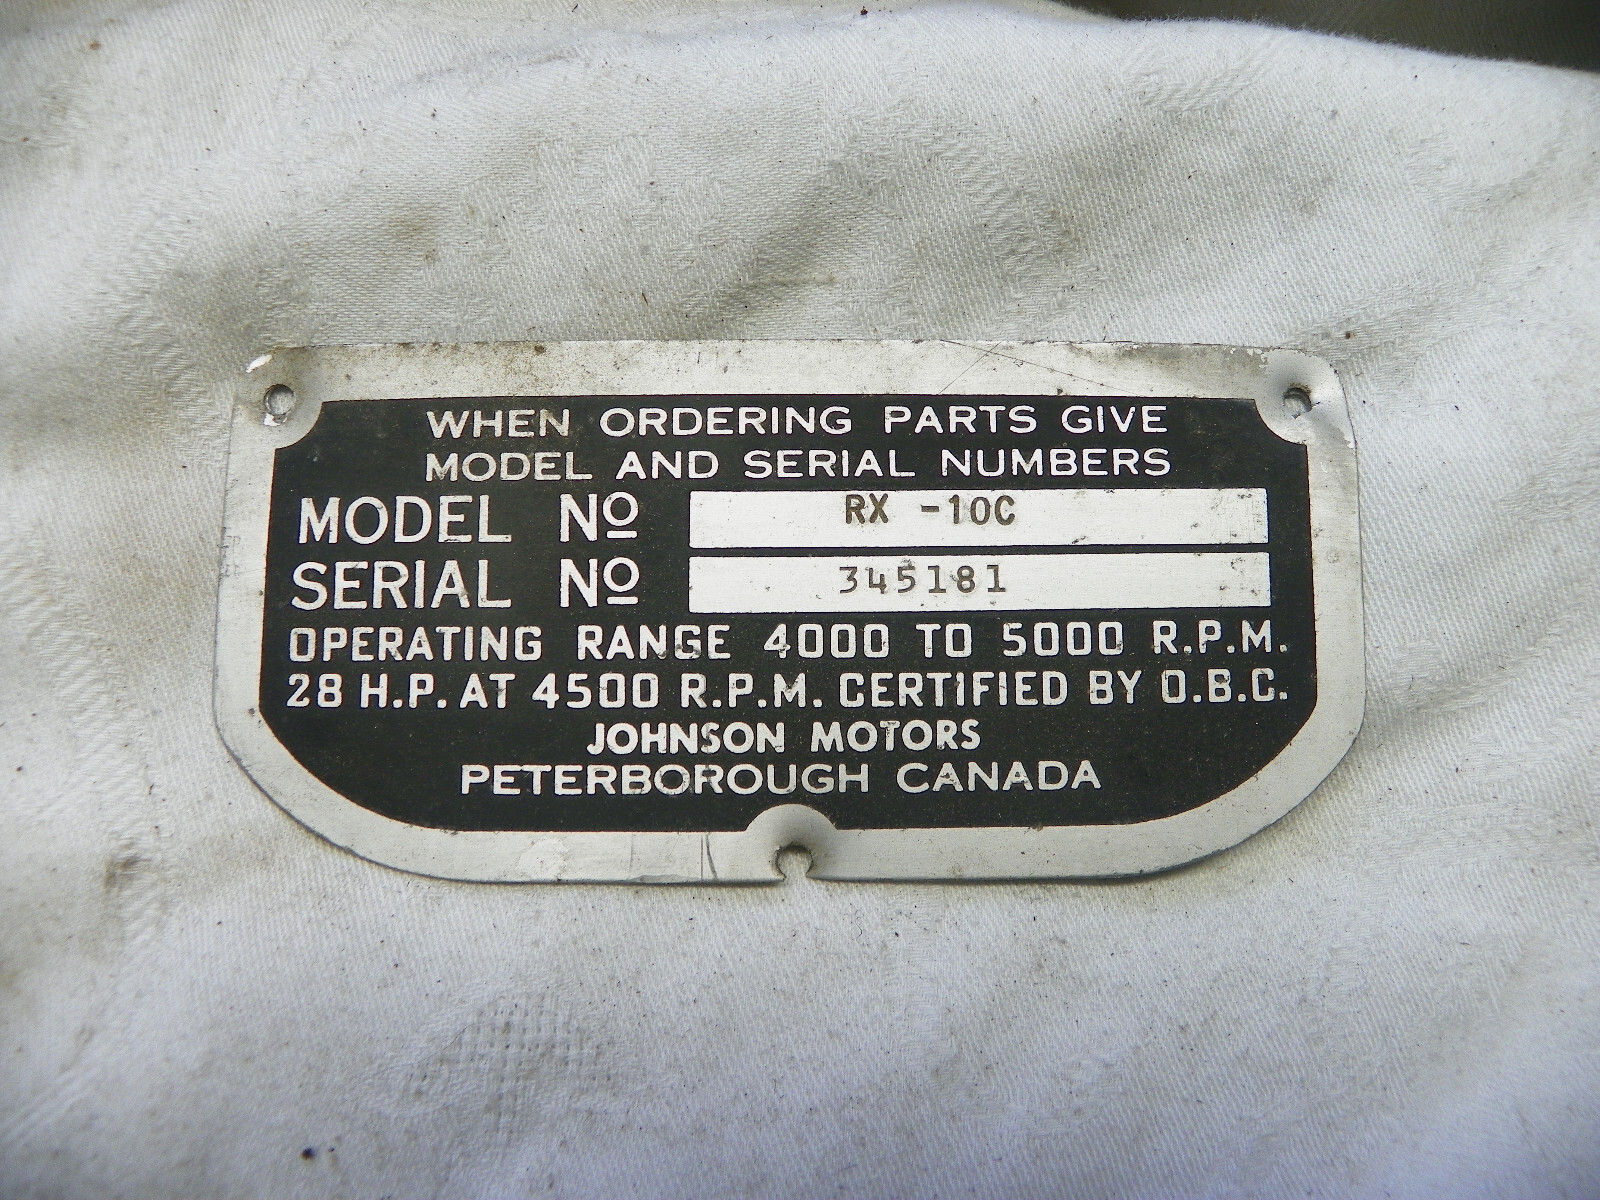 WHEN ORDERING PARTS GIVE
MODEL AND SERIAL NUMBERS
MODEL Nº RX -10C
SERIAL Nº 345181
OPERATING RANGE 4000 TO 5000 R.P.M.
28 H.P. AT 4500 R.P.M. CERTIFIED BY O.B.C.
JOHNSON MOTORS
PETERBOROUGH CANADA